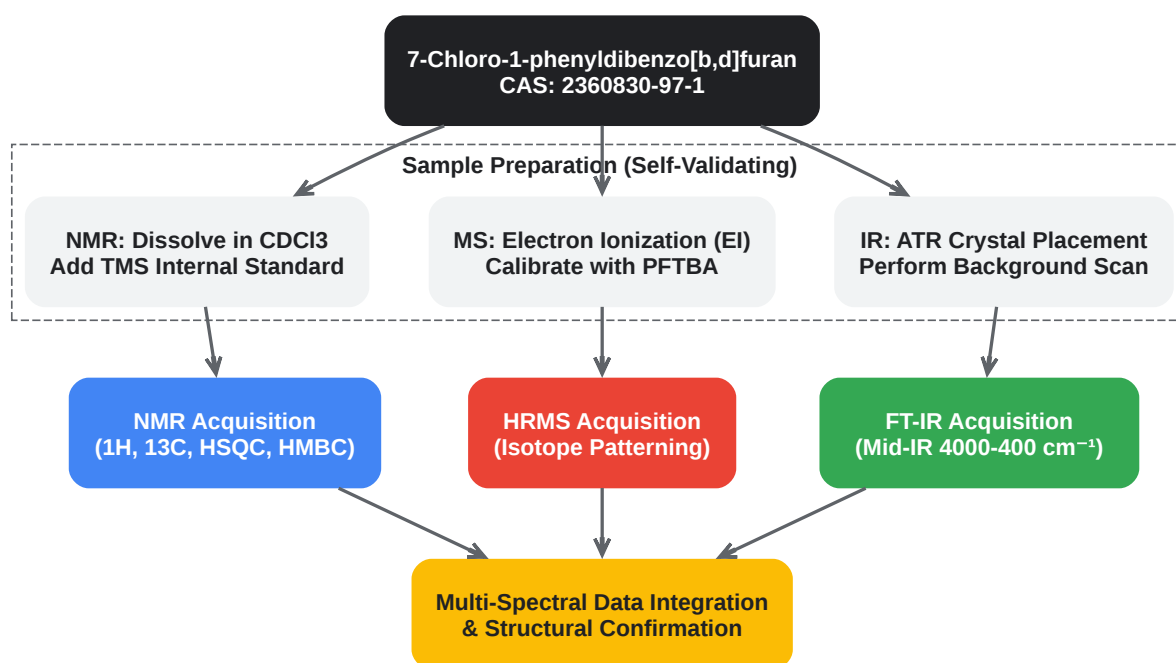 7-Chloro-1-phenyldibenzo[b,d]furan
CAS: 2360830-97-1
Sample Preparation (Self-Validating)
NMR: Dissolve in CDCl3
Add TMS Internal Standard
MS: Electron Ionization (EI)
Calibrate with PFTBA
IR: ATR Crystal Placement
Perform Background Scan
NMR Acquisition
(1H, 13C, HSQC, HMBC)
HRMS Acquisition
(Isotope Patterning)
FT-IR Acquisition
(Mid-IR 4000-400 cm⁻¹)
Multi-Spectral Data Integration
& Structural Confirmation